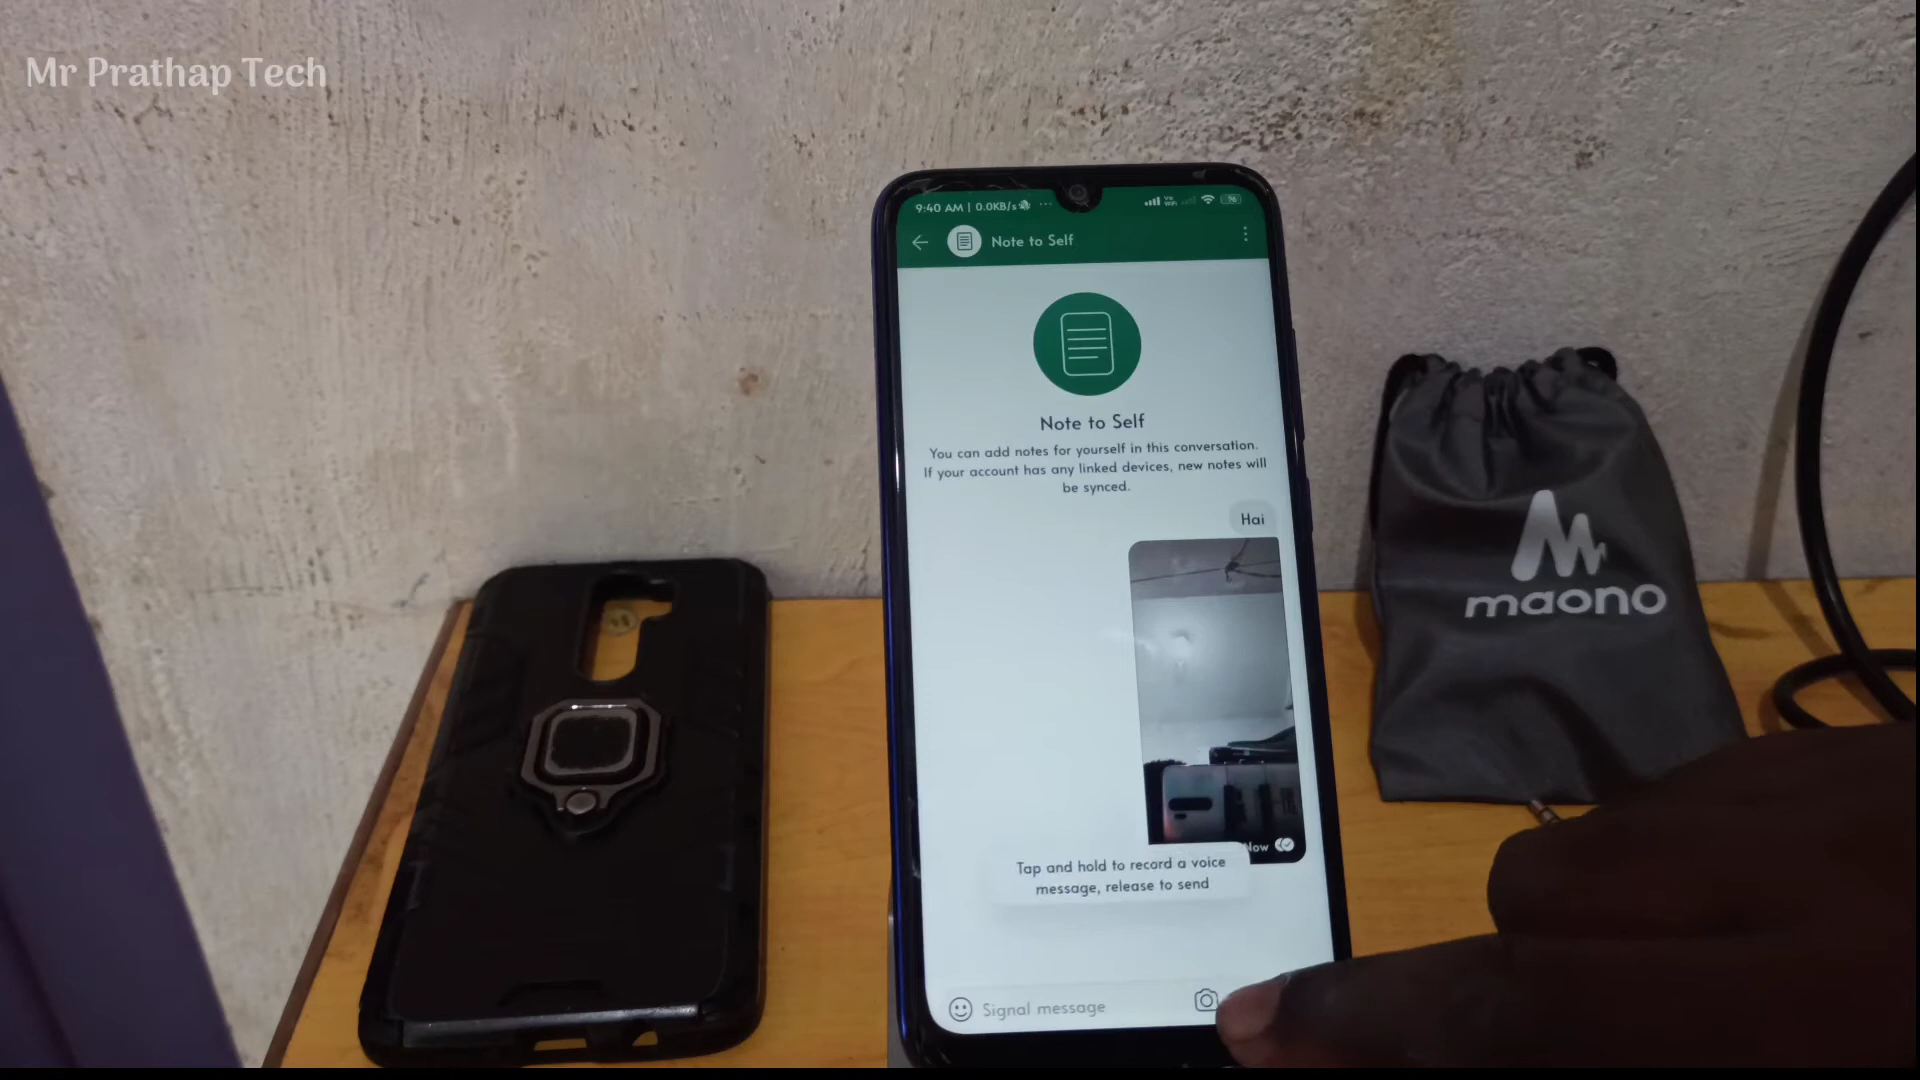 Mr Prathap Tech
9:40 AM | 0.0KB/s
Note to Self
Note to Self
You can add notes for yourself in this conversation.
If your account has any linked devices, new notes will
be synced.
Hai
Now
Tap and hold to record a voice
message, release to send
Signal message
maono